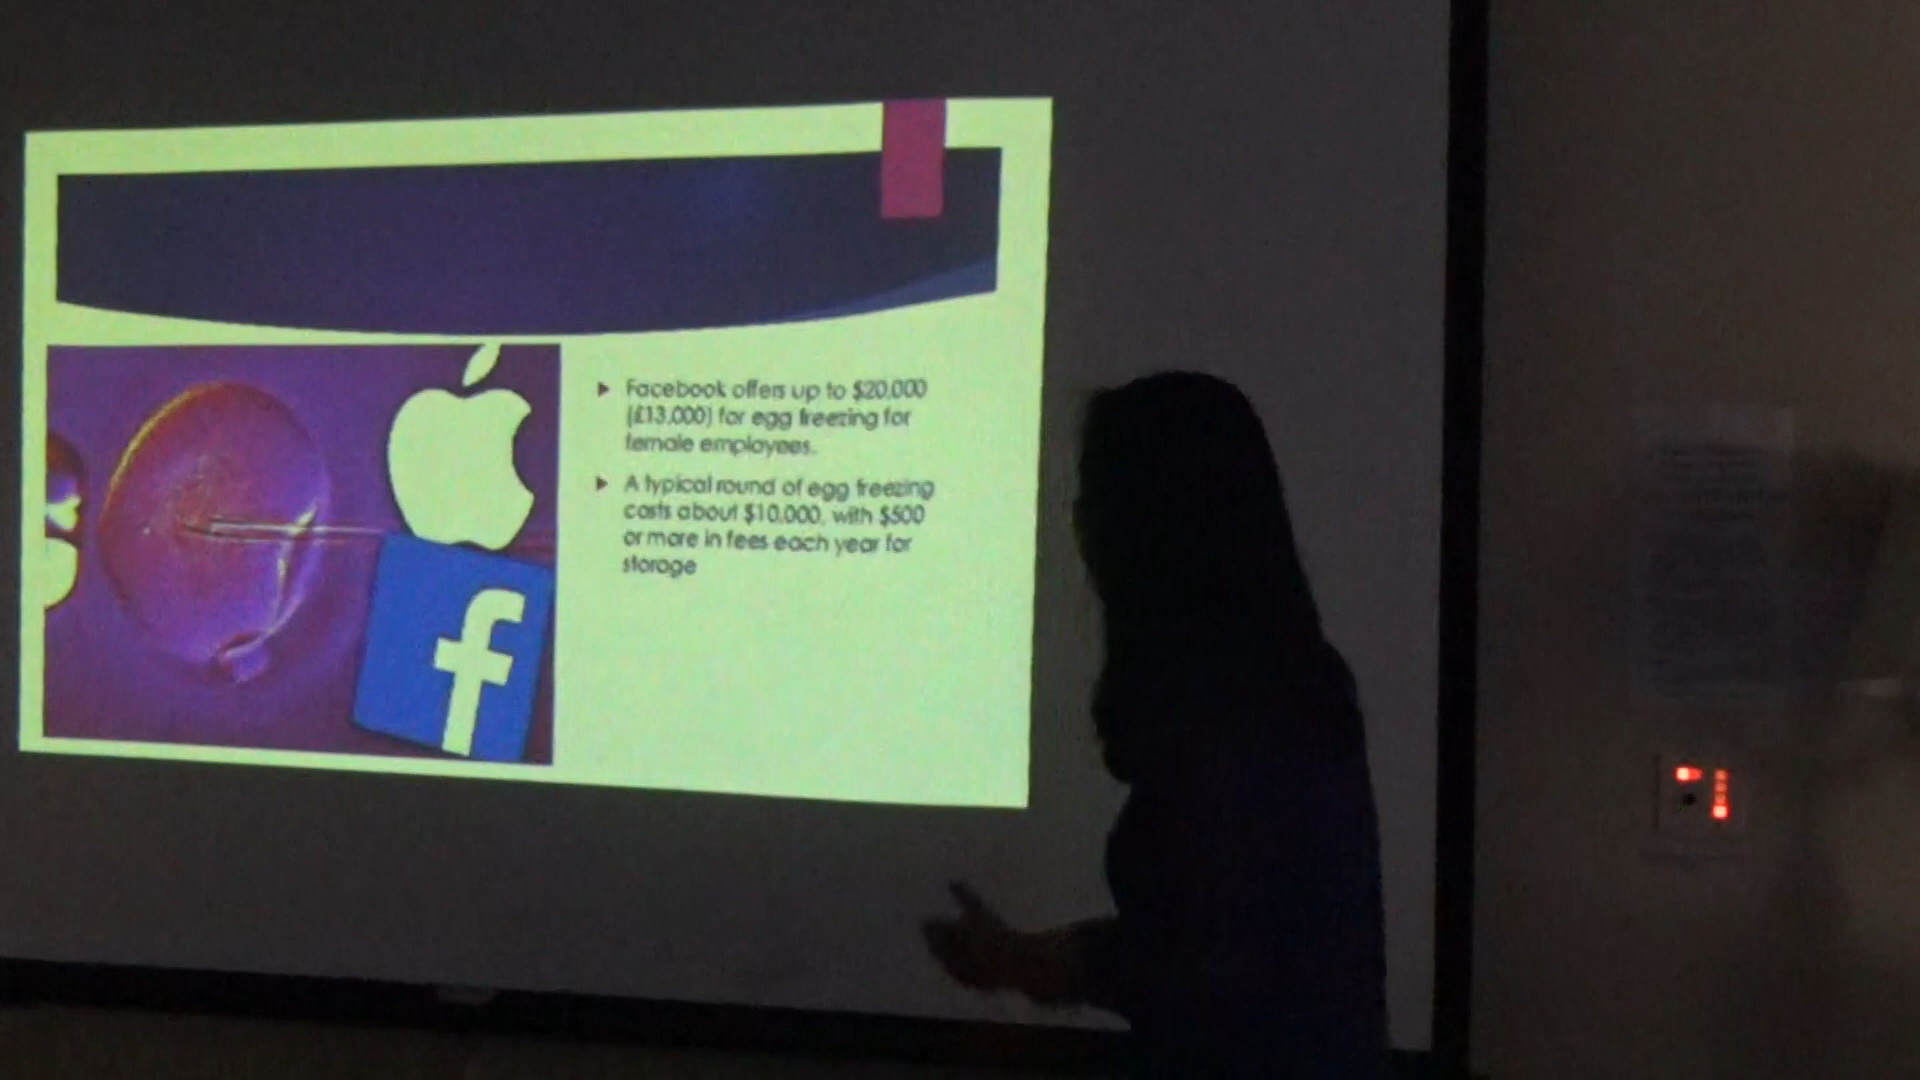 Facebook offers up to $20,000
(£13,000) for egg freezing for
female employees.
A typical round of egg freezing
costs about $10,000, with $500
or more in fees each year for
storage